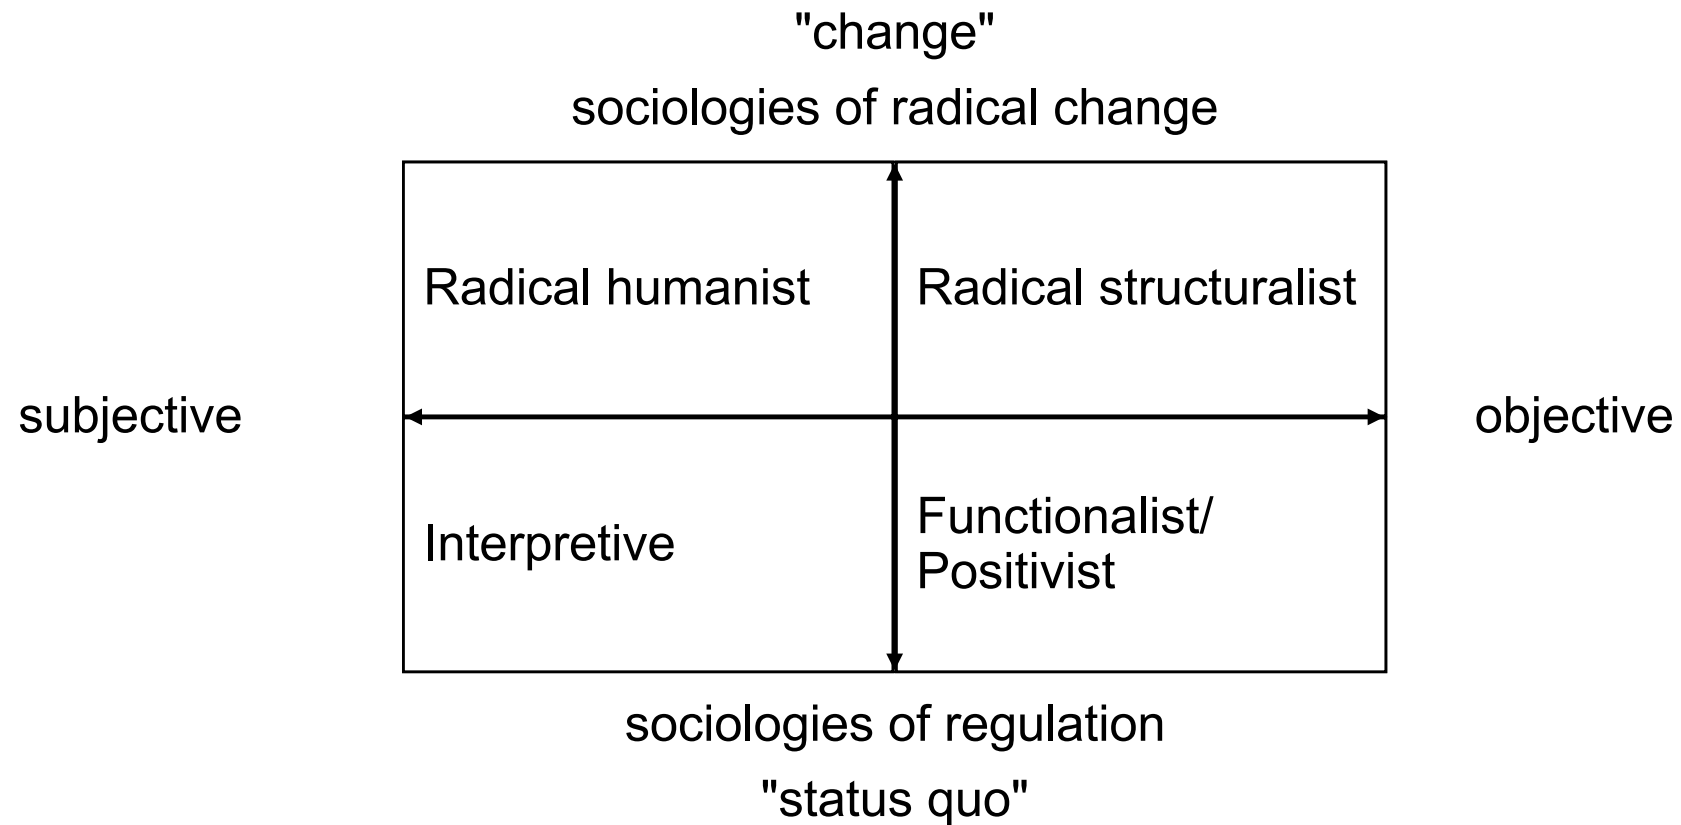 "change"
sociologies of radical change
Radical humanist
Radical structuralist
subjective
objective
Interpretive
Functionalist/
Positivist
sociologies of regulation
"status quo"